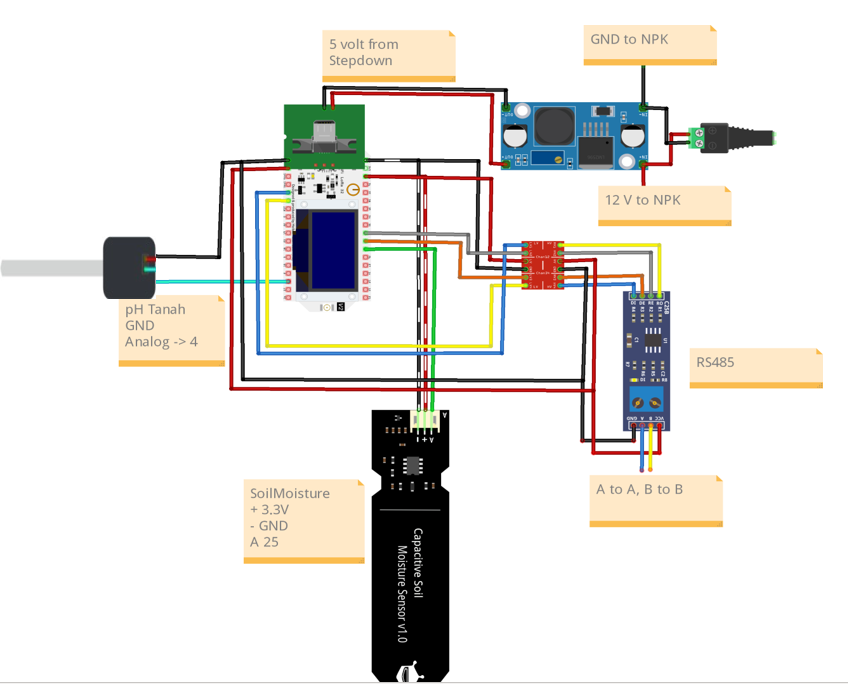 5 volt from
Stepdown
GND to NPK
12 V to NPK
pH Tanah
GND
Analog -> 4
RS485
A to A, B to B
SoilMoisture
+ 3.3V
- GND
A 25
Capacitive Soil
Moisture Sensor v1.0